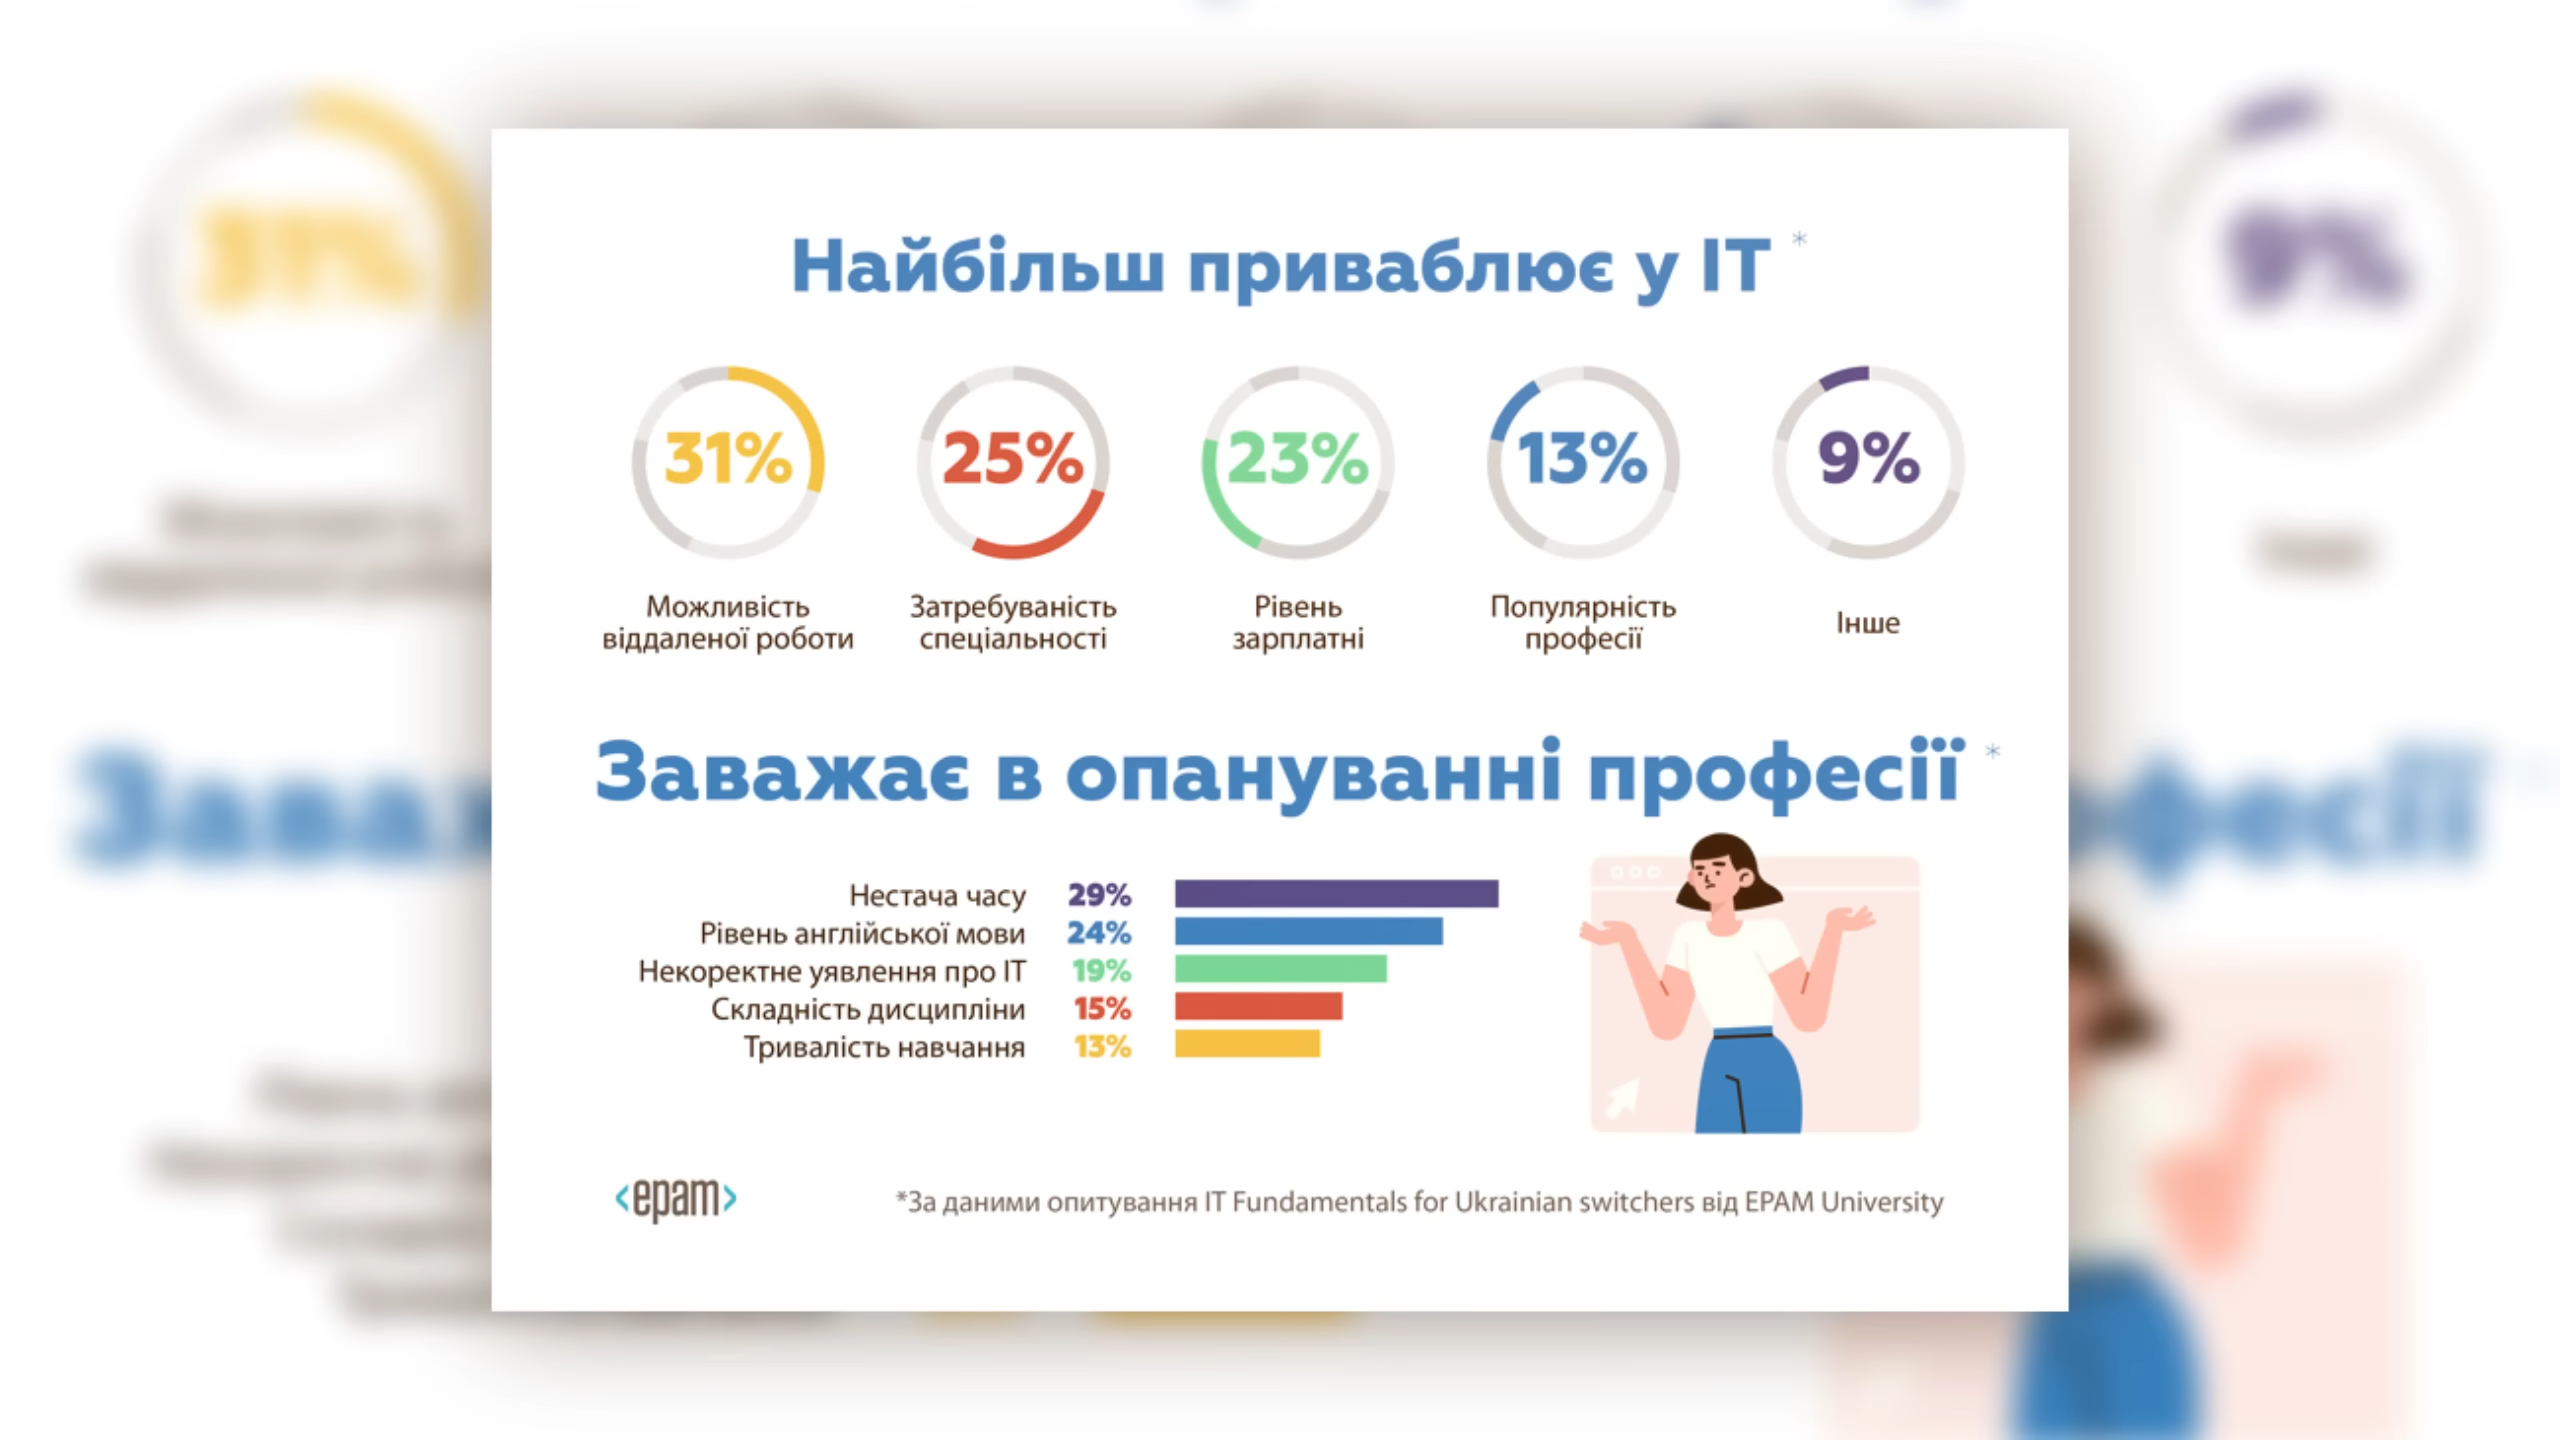 Найбільш приваблює у ІТ *
31% 25% 23% 13% 9%
Можливість віддаленої роботи
Затребуваність спеціальності
Рівень зарплатні
Популярність професії
Інше
Заважає в опануванні професії *
Нестача часу 29%
Рівень англійської мови 24%
Некоректне уявлення про ІТ 19%
Складність дисципліни 15%
Тривалість навчання 13%
<epam>
*За даними опитування IT Fundamentals for Ukrainian switchers від EPAM University